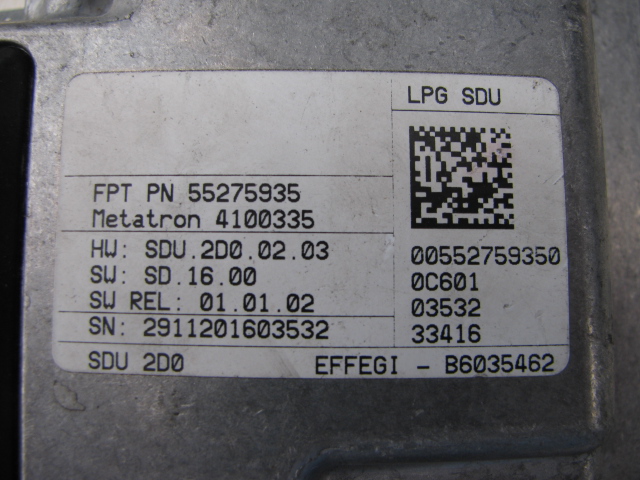 LPG SDU
FPT PN 55275935
Metatron 4100335
HW: SDU.2D0.02.03
SW: SD.16.00
SW REL: 01.01.02
SN: 2911201603532
00552759350
0C601
03532
33416
SDU 2D0
EFFEGI - B6035462